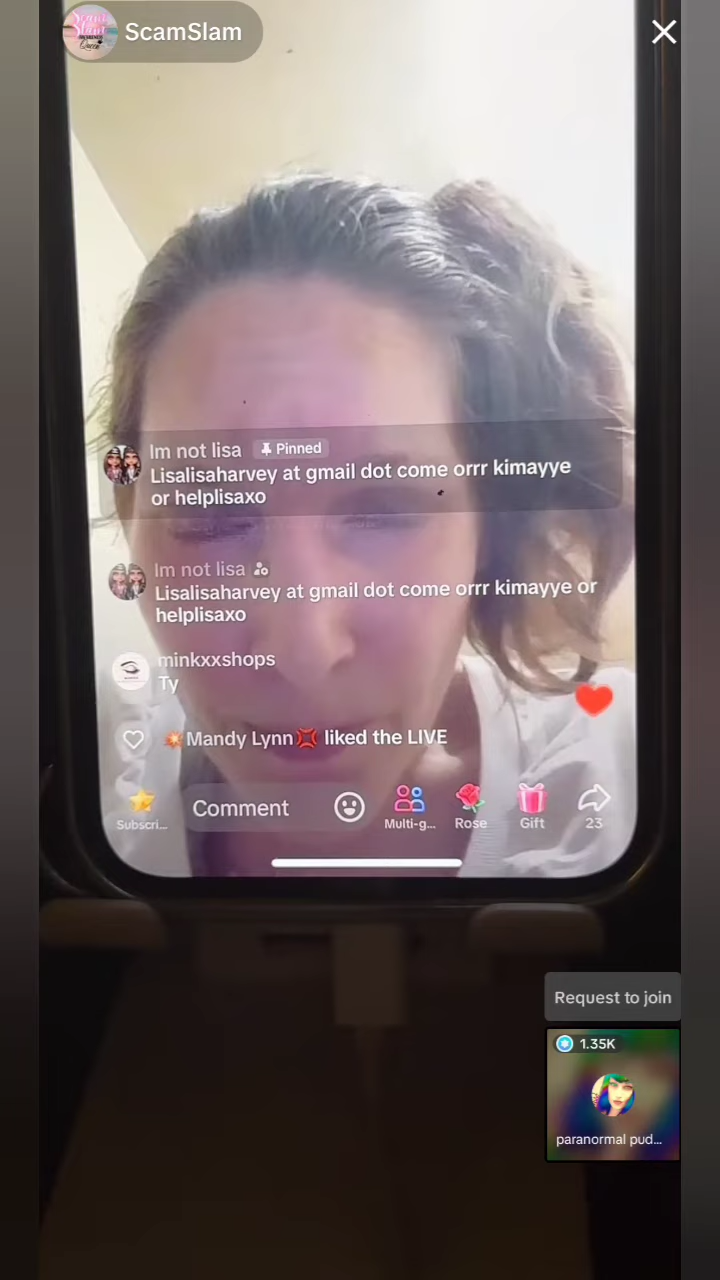 ScamSlam
Im not lisa Pinned
Lisalisaharvey at gmail dot come orrr kimayye
or helplisaxo
Im not lisa
Lisalisaharvey at gmail dot come orrr kimayye or
helplisaxo
minkxxshops
Ty
Mandy Lynn liked the LIVE
Subscri...
Comment
Multi-g...
Rose
Gift
23
Request to join
1.35K
paranormal pud...